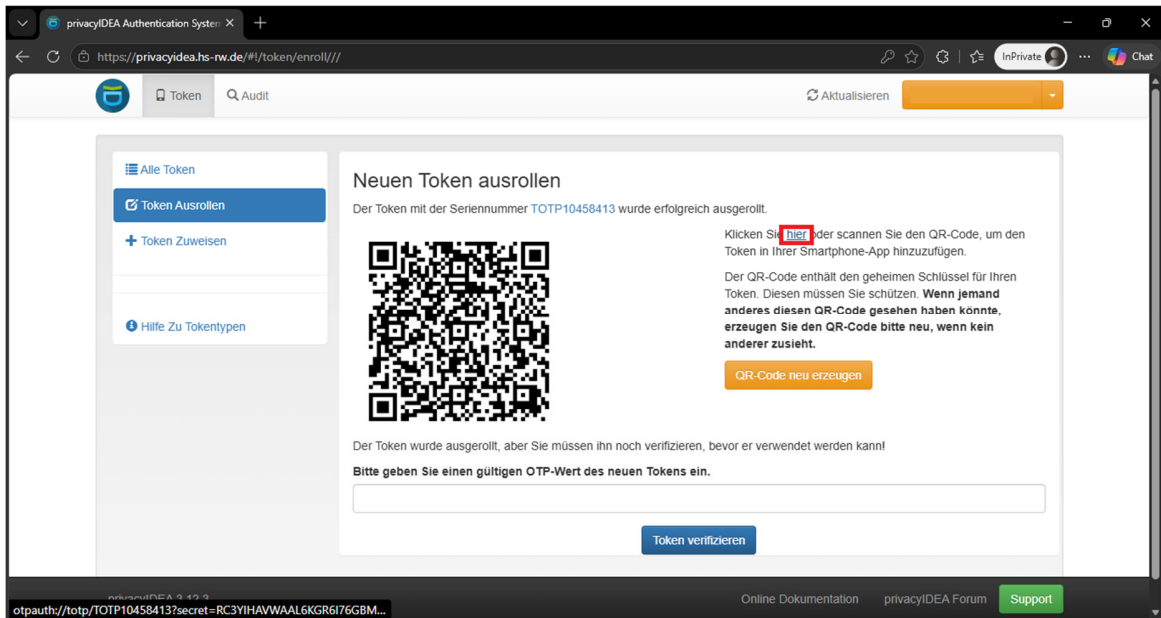 privacyIDEA Authentication System
https://privacyidea.hs-rw.de/#!/token/enroll///
InPrivate
Chat
Token
Audit
Aktualisieren
Alle Token
Token Ausrollen
Token Zuweisen
Hilfe Zu Tokentypen
Neuen Token ausrollen
Der Token mit der Seriennummer TOTP10458413 wurde erfolgreich ausgerollt.
Klicken Sie hier oder scannen Sie den QR-Code, um den
Token in Ihrer Smartphone-App hinzuzufügen.
Der QR-Code enthält den geheimen Schlüssel für Ihren
Token. Diesen müssen Sie schützen. Wenn jemand
anderes diesen QR-Code gesehen haben könnte,
erzeugen Sie den QR-Code bitte neu, wenn kein
anderer zusieht.
QR-Code neu erzeugen
Der Token wurde ausgerollt, aber Sie müssen ihn noch verifizieren, bevor er verwendet werden kann!
Bitte geben Sie einen gültigen OTP-Wert des neuen Tokens ein.
Token verifizieren
privacyIDEA 3.12.3
Online Dokumentation
privacyIDEA Forum
Support
otpauth://totp/TOTP10458413?secret=RC3YIHAVWAAL6KGR6I76GBM...